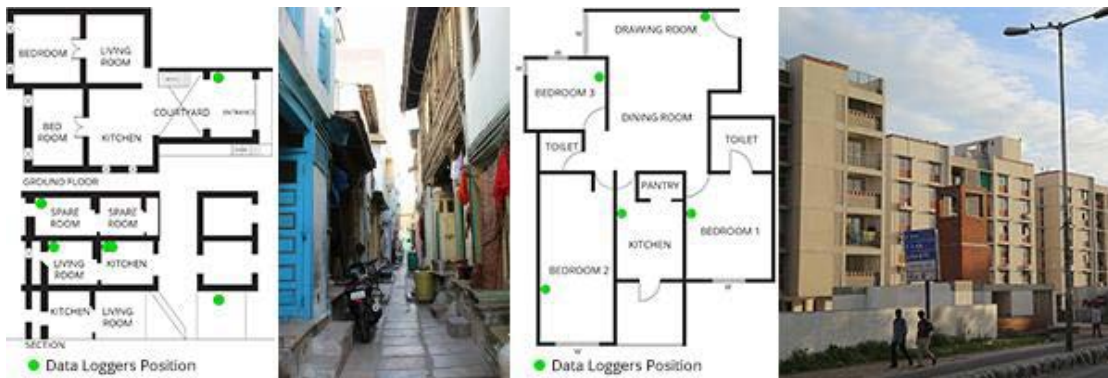 BEDROOM
LIVING
ROOM
COURTYARD
ENTRANCE
BED
ROOM
KITCHEN
GROUND FLOOR
SPARE
ROOM
SPARE
ROOM
LIVING
ROOM
KITCHEN
KITCHEN
LIVING
ROOM
SECTION
Data Loggers Position
DRAWING ROOM
W
W
W
BEDROOM 3
DINING ROOM
TOILET
TOILET
PANTRY
KITCHEN
BEDROOM 1
BEDROOM 2
W
W
Data Loggers Position